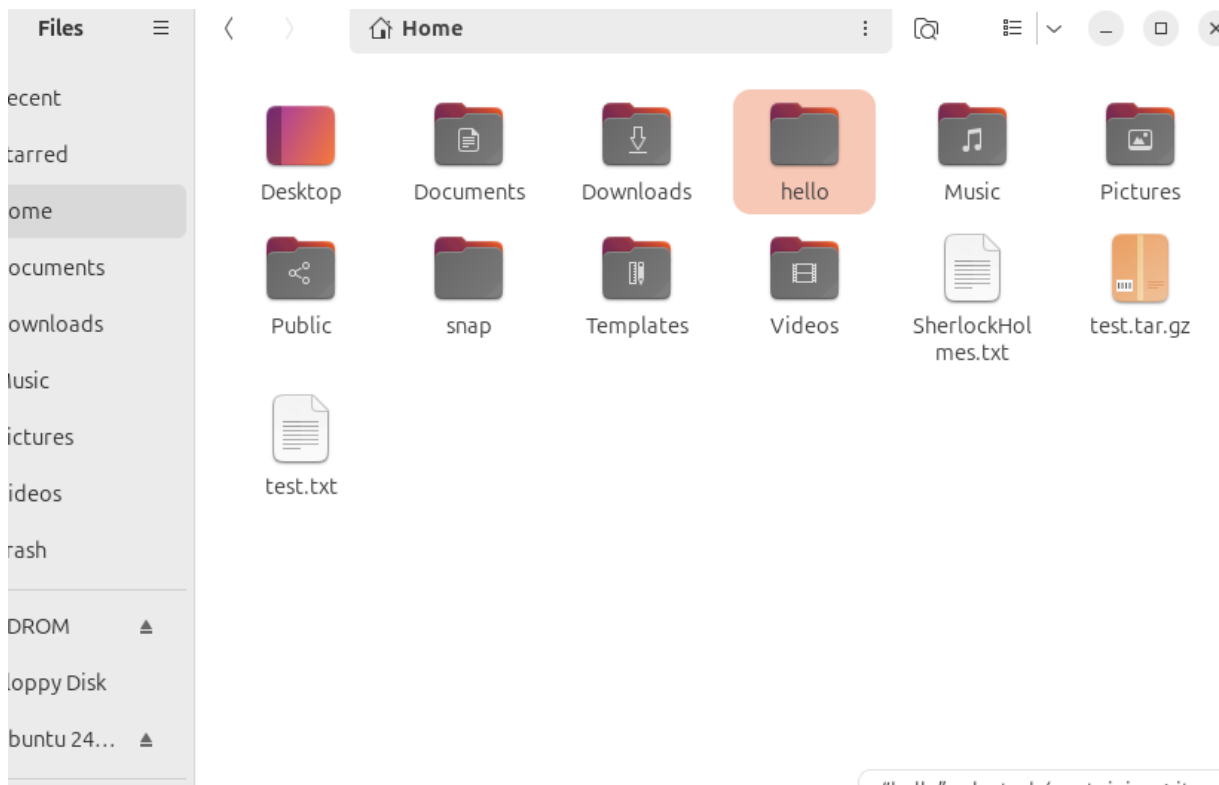 Files
Home
ecent
tarred
ome
ocuments
ownloads
usic
ictures
ideos
rash
DROM
loppy Disk
buntu 24…
Desktop
Documents
Downloads
hello
Music
Pictures
Public
snap
Templates
Videos
SherlockHol
mes.txt
test.tar.gz
test.txt